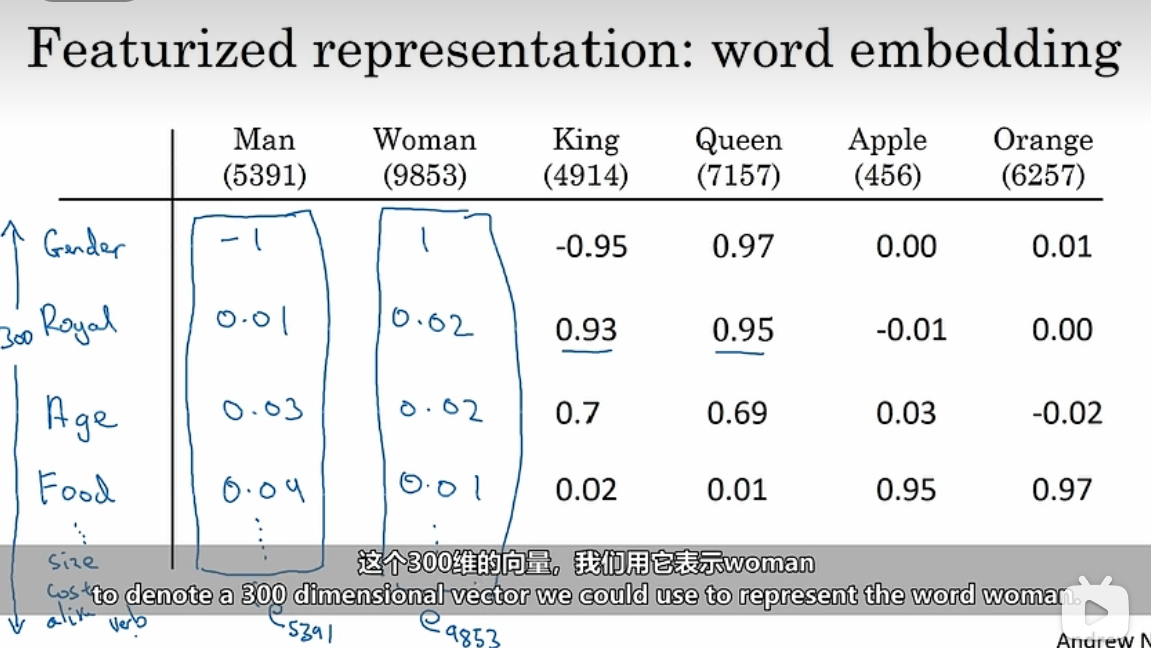 Featurized representation: word embedding
Man Woman King Queen Apple Orange
(5391) (9853) (4914) (7157) (456) (6257)
Gender -1 1 -0.95 0.97 0.00 0.01
300 Royal 0.01 0.02 0.93 0.95 -0.01 0.00
Age 0.03 0.02 0.7 0.69 0.03 -0.02
Food 0.09 0.01 0.02 0.01 0.95 0.97
size
这个300维的向量，我们用它表示woman
cost
to denote a 300 dimensional vector we could use to represent the word woman.
verb
e5391 e9853
Andrew N